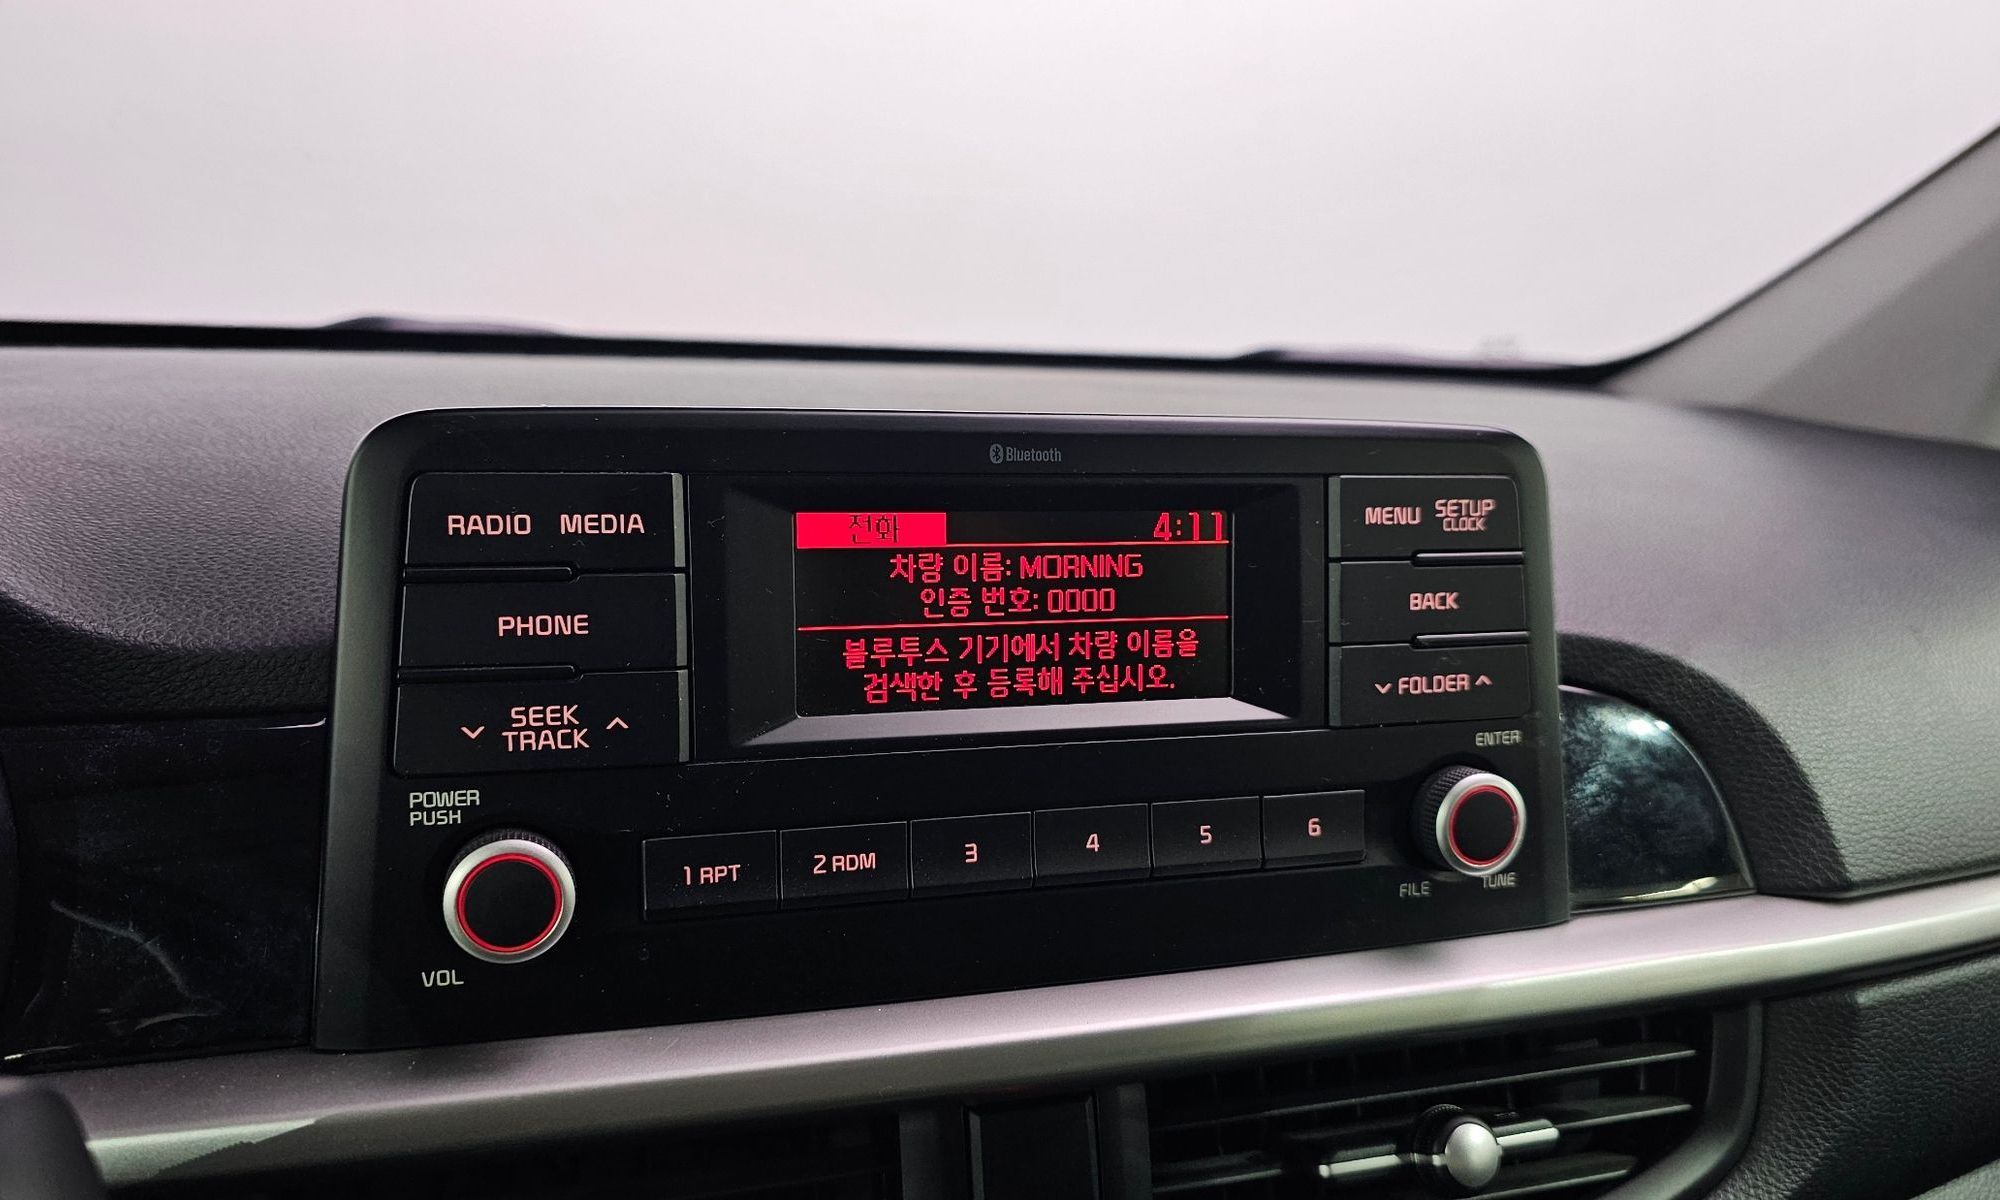 Bluetooth
RADIO MEDIA
PHONE
SEEK
TRACK
POWER
PUSH
VOL
전화 4:11
차량 이름: MORNING
인증 번호: 0000
블루투스 기기에서 차량 이름을
검색한 후 등록해 주십시오.
MENU SETUP
CLOCK
BACK
FOLDER
ENTER
FILE TUNE
1 RPT 2 RDM 3 4 5 6